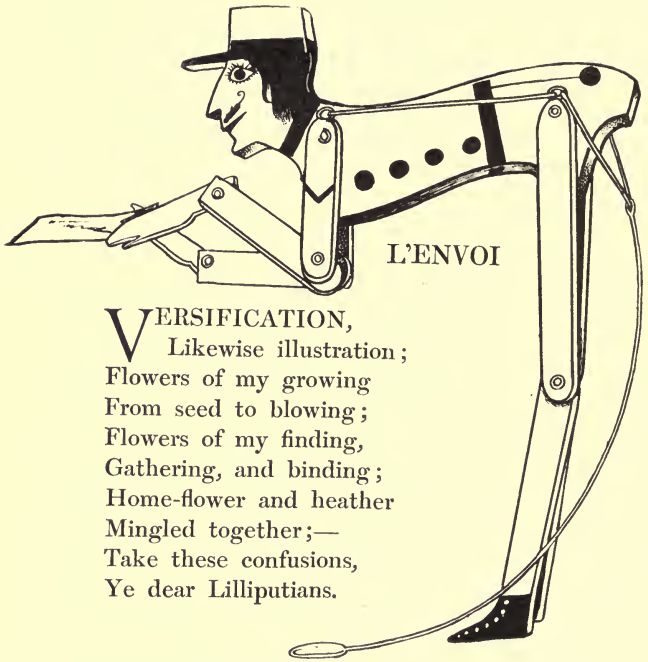 L'ENVOI
VERSIFICATION,
Likewise illustration;
Flowers of my growing
From seed to blowing;
Flowers of my finding,
Gathering, and binding;
Home-flower and heather
Mingled together;—
Take these confusions,
Ye dear Lilliputians.